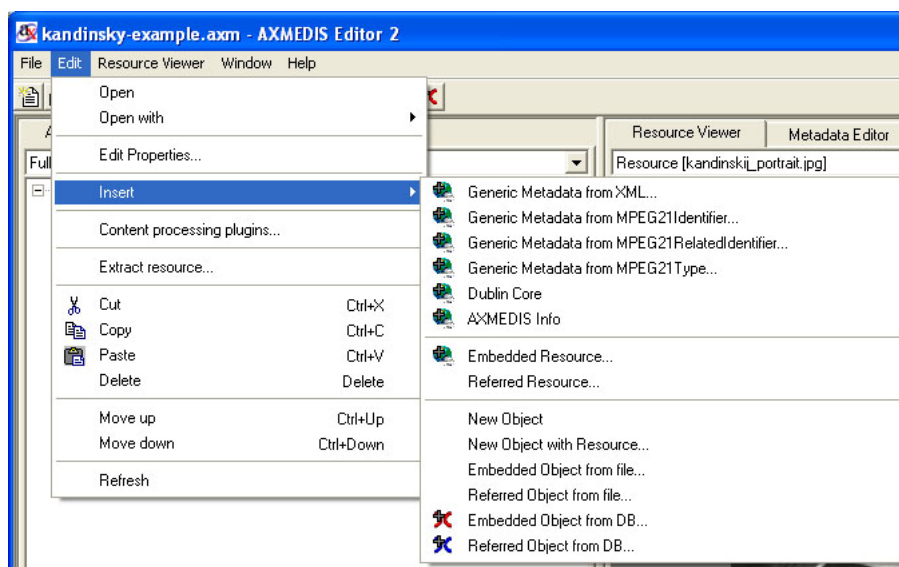 kandinsky-example.axm - AXMEDIS Editor 2
File Edit Resource Viewer Window Help
Open
Open with
Edit Properties...
Insert
Content processing plugins...
Extract resource...
Cut Ctrl+X
Copy Ctrl+C
Paste Ctrl+V
Delete Delete
Move up Ctrl+Up
Move down Ctrl+Down
Refresh
Full
Resource Viewer Metadata Editor
Resource [kandinskij_portrait.jpg]
Generic Metadata from XML...
Generic Metadata from MPEG21Identifier...
Generic Metadata from MPEG21RelatedIdentifier...
Generic Metadata from MPEG21Type...
Dublin Core
AXMEDIS Info
Embedded Resource...
Referred Resource...
New Object
New Object with Resource...
Embedded Object from file...
Referred Object from file...
Embedded Object from DB...
Referred Object from DB...